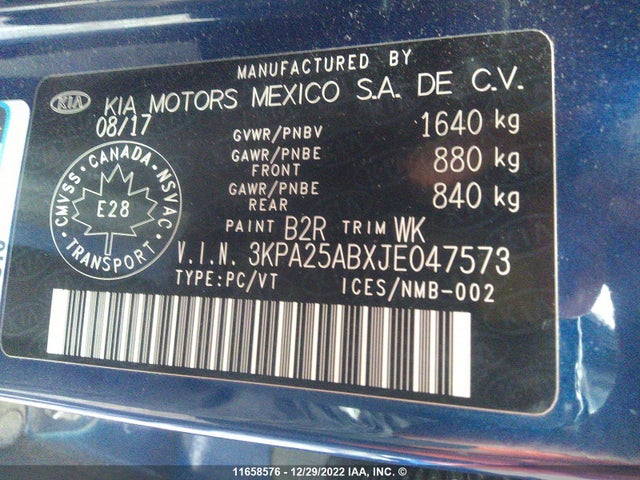 MANUFACTURED BY
KIA KIA MOTORS MEXICO S.A. DE C.V.
08/17
GVWR/PNBV 1640 kg
GAWR/PNBE FRONT 880 kg
GAWR/PNBE REAR 840 kg
CMVSS · CANADA · NSVAC
E28
TRANSPORT
PAINT B2R TRIM WK
V.I.N. 3KPA25ABXJE047573
TYPE:PC/VT ICES/NMB-002
11658576 - 12/29/2022 IAA, INC. ©